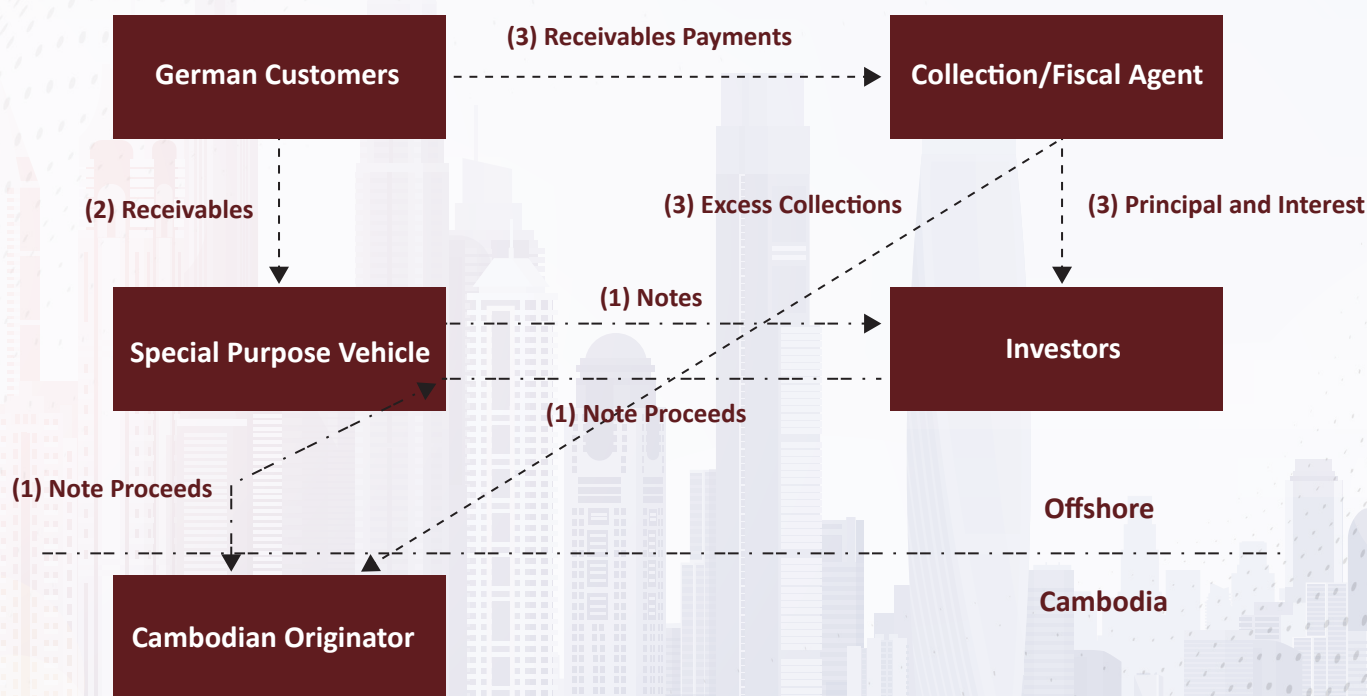 (3) Receivables Payments
German Customers
Collection/Fiscal Agent
(2) Receivables
(3) Excess Collections
(3) Principal and Interest
(1) Notes
Special Purpose Vehicle
Investors
(1) Note Proceeds
(1) Note Proceeds
Offshore
Cambodia
Cambodian Originator